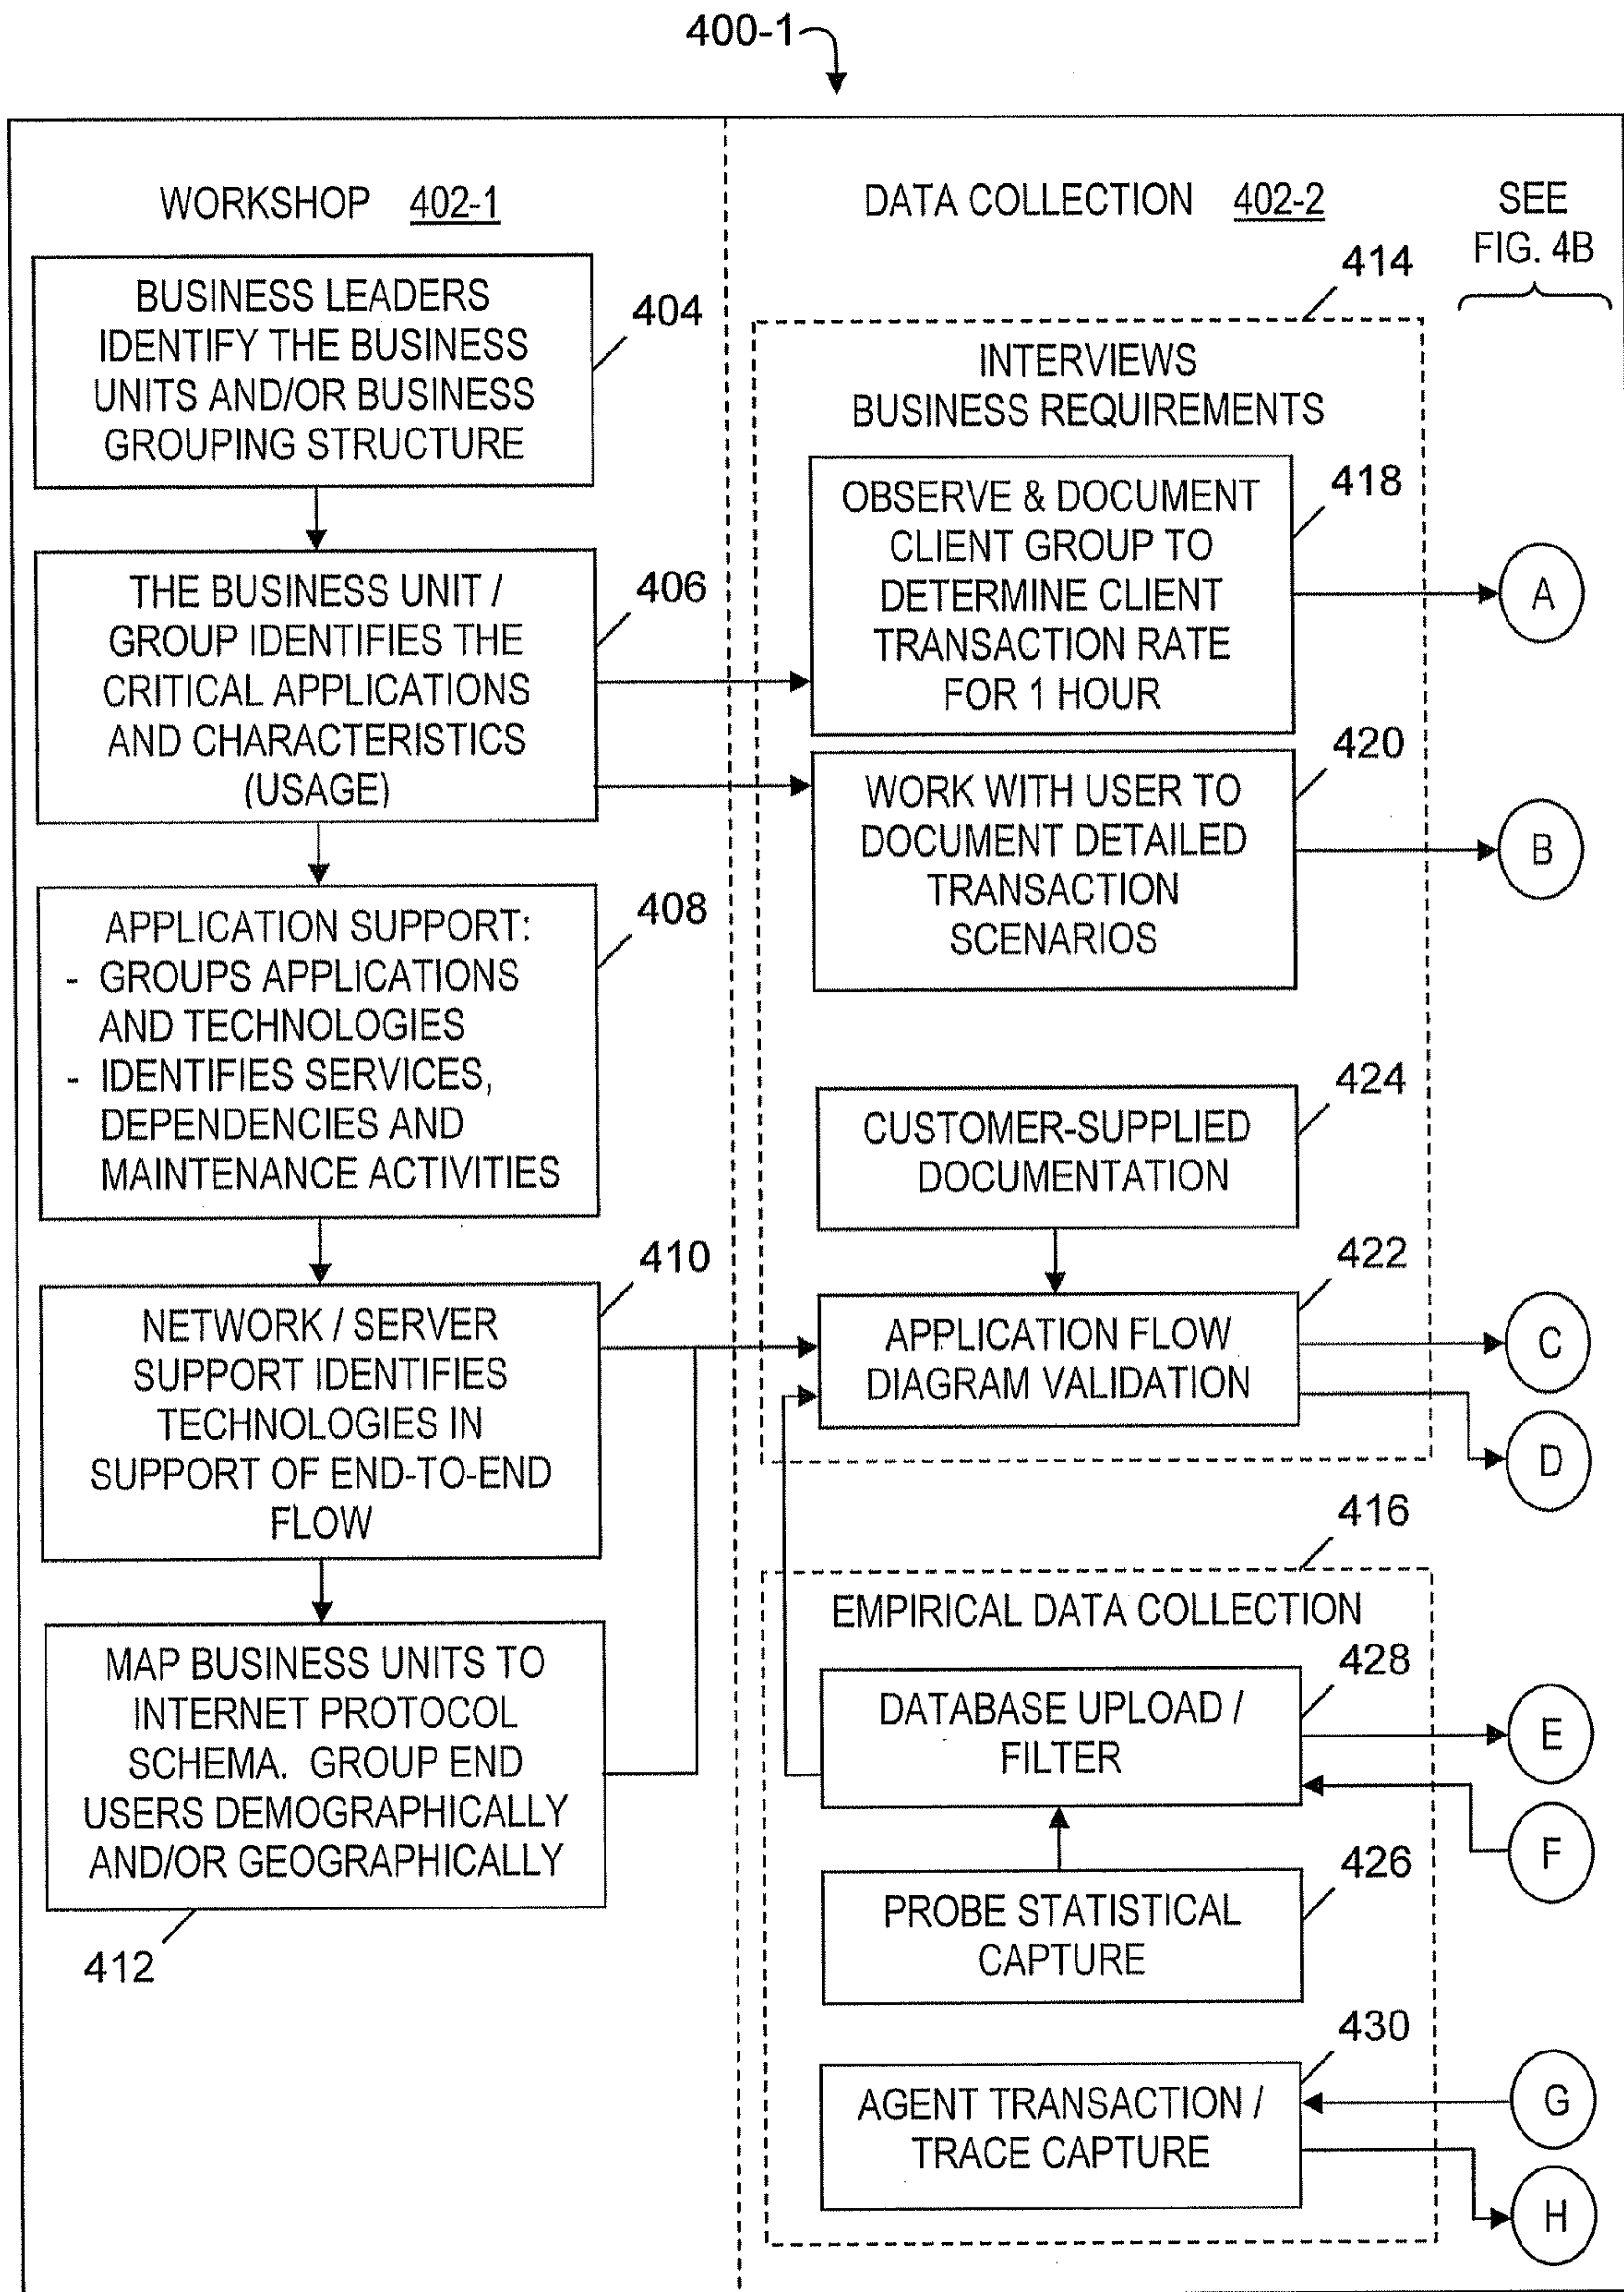 400-1
WORKSHOP 402-1
BUSINESS LEADERS
IDENTIFY THE BUSINESS
UNITS AND/OR BUSINESS
GROUPING STRUCTURE
404
THE BUSINESS UNIT /
GROUP IDENTIFIES THE
CRITICAL APPLICATIONS
AND CHARACTERISTICS
(USAGE)
406
APPLICATION SUPPORT:
- GROUPS APPLICATIONS
AND TECHNOLOGIES
- IDENTIFIES SERVICES,
DEPENDENCIES AND
MAINTENANCE ACTIVITIES
408
NETWORK / SERVER
SUPPORT IDENTIFIES
TECHNOLOGIES IN
SUPPORT OF END-TO-END
FLOW
410
MAP BUSINESS UNITS TO
INTERNET PROTOCOL
SCHEMA. GROUP END
USERS DEMOGRAPHICALLY
AND/OR GEOGRAPHICALLY
412
DATA COLLECTION 402-2
SEE
FIG. 4B
414
INTERVIEWS
BUSINESS REQUIREMENTS
OBSERVE & DOCUMENT
CLIENT GROUP TO
DETERMINE CLIENT
TRANSACTION RATE
FOR 1 HOUR
418
A
WORK WITH USER TO
DOCUMENT DETAILED
TRANSACTION
SCENARIOS
420
B
CUSTOMER-SUPPLIED
DOCUMENTATION
424
APPLICATION FLOW
DIAGRAM VALIDATION
422
C
D
416
EMPIRICAL DATA COLLECTION
DATABASE UPLOAD /
FILTER
428
E
F
PROBE STATISTICAL
CAPTURE
426
AGENT TRANSACTION /
TRACE CAPTURE
430
G
H